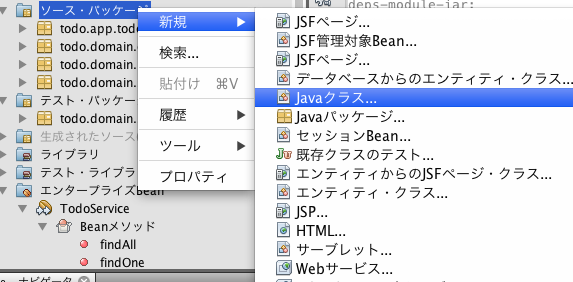 ソース・パッケージ
todo.app.todo
todo.domain.
todo.domain.
todo.domain.
テスト・パッケージ
todo.domain.
生成されたソース
ライブラリ
テスト・ライブラ
エンタープライズBean
TodoService
Beanメソッド
findAll
findOne
ナビゲータ
新規
検索...
貼付け ⌘V
履歴
ツール
プロパティ
deps-module-jar:
JSFページ...
JSF管理対象Bean...
JSFページ...
データベースからのエンティティ・クラス...
Javaクラス...
Javaパッケージ...
セッションBean...
既存クラスのテスト...
エンティティからのJSFページ・クラス...
エンティティ・クラス...
JSP...
HTML...
サーブレット...
Webサービス...